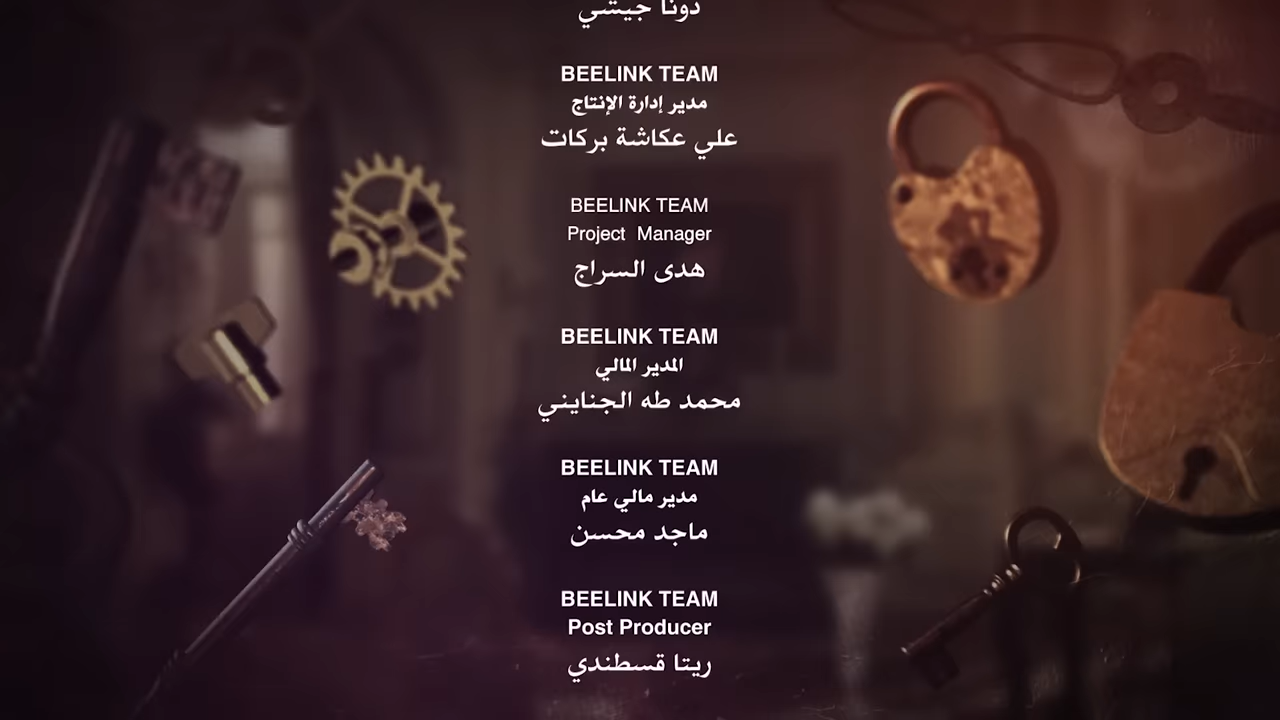 دونا جيشي
BEELINK TEAM
مدير إدارة الإنتاج
علي عكاشة بركات
BEELINK TEAM
Project Manager
هدى السراج
BEELINK TEAM
المدير المالي
محمد طه الجنايني
BEELINK TEAM
مدير مالي عام
ماجد محسن
BEELINK TEAM
Post Producer
ريتا قسطندي